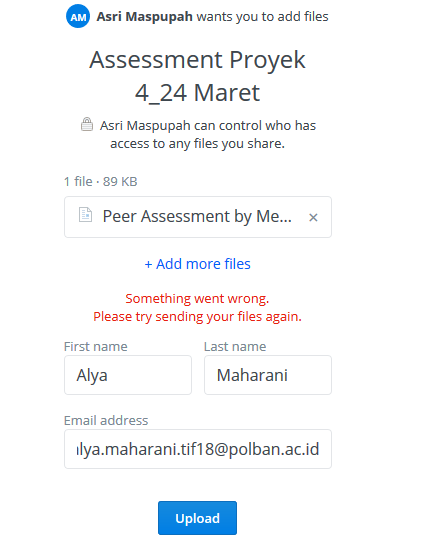 AM Asri Maspupah wants you to add files
Assessment Proyek
4_24 Maret
Asri Maspupah can control who has
access to any files you share.
1 file · 89 KB
Peer Assessment by Me... ×
+ Add more files
Something went wrong.
Please try sending your files again.
First name Last name
Alya Maharani
Email address
lya.maharani.tif18@polban.ac.id
Upload